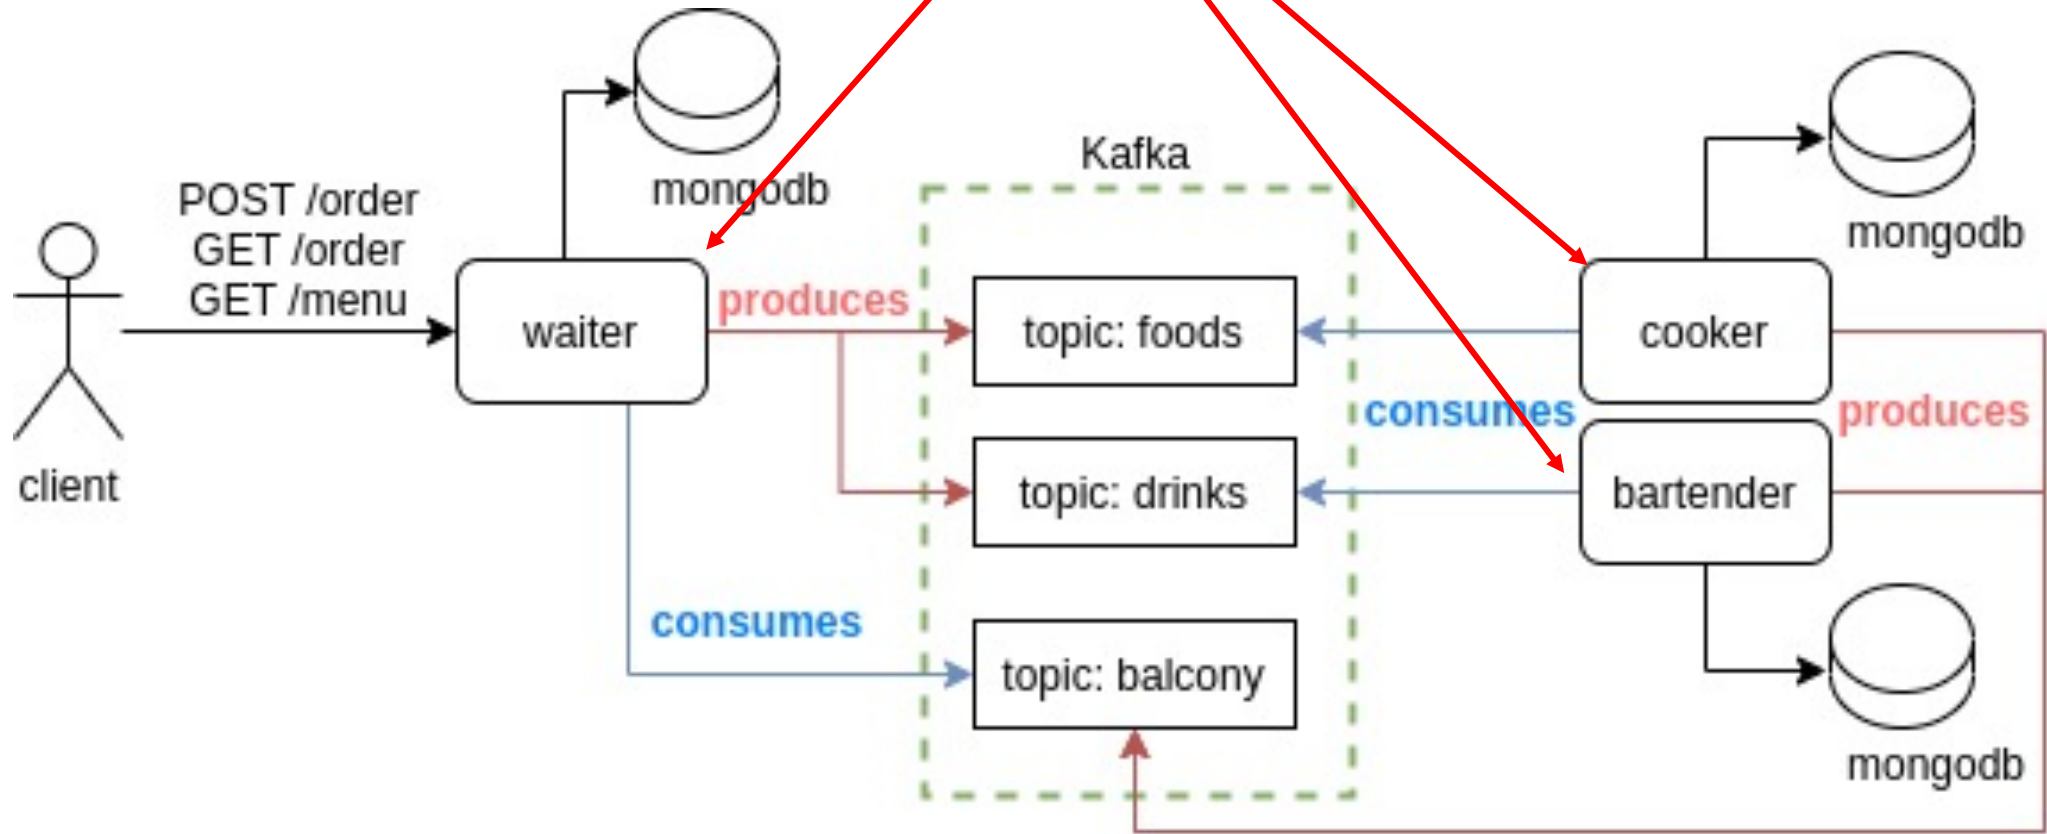 mongodb
Kafka
mongodb
POST /order
GET /order
GET /menu
produces
waiter
topic: foods
cooker
consumes
produces
client
topic: drinks
bartender
consumes
topic: balcony
mongodb